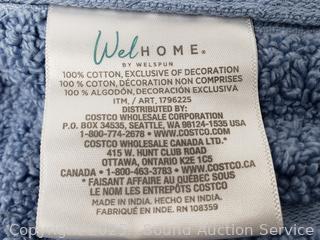 WelHOME®
BY WELSPUN
100% COTTON, EXCLUSIVE OF DECORATION
100 % COTON, DÉCORATION NON COMPRISES
100 % ALGODÓN, DECORACIÓN EXCLUSIVA
ITM. / ART. 1796225
DISTRIBUTED BY:
COSTCO WHOLESALE CORPORATION
P.O. BOX 34535, SEATTLE, WA 98124-1535 USA
1-800-774-2678 • WWW.COSTCO.COM
COSTCO WHOLESALE CANADA LTD.*
415 W. HUNT CLUB ROAD
OTTAWA, ONTARIO K2E 1C5
CANADA • 1-800-463-3783 • WWW.COSTCO.CA
* FAISANT AFFAIRE AU QUÉBEC SOUS
LE NOM LES ENTREPÔTS COSTCO
MADE IN INDIA. HECHO EN INDIA.
FABRIQUÉ EN INDE. RN 108359